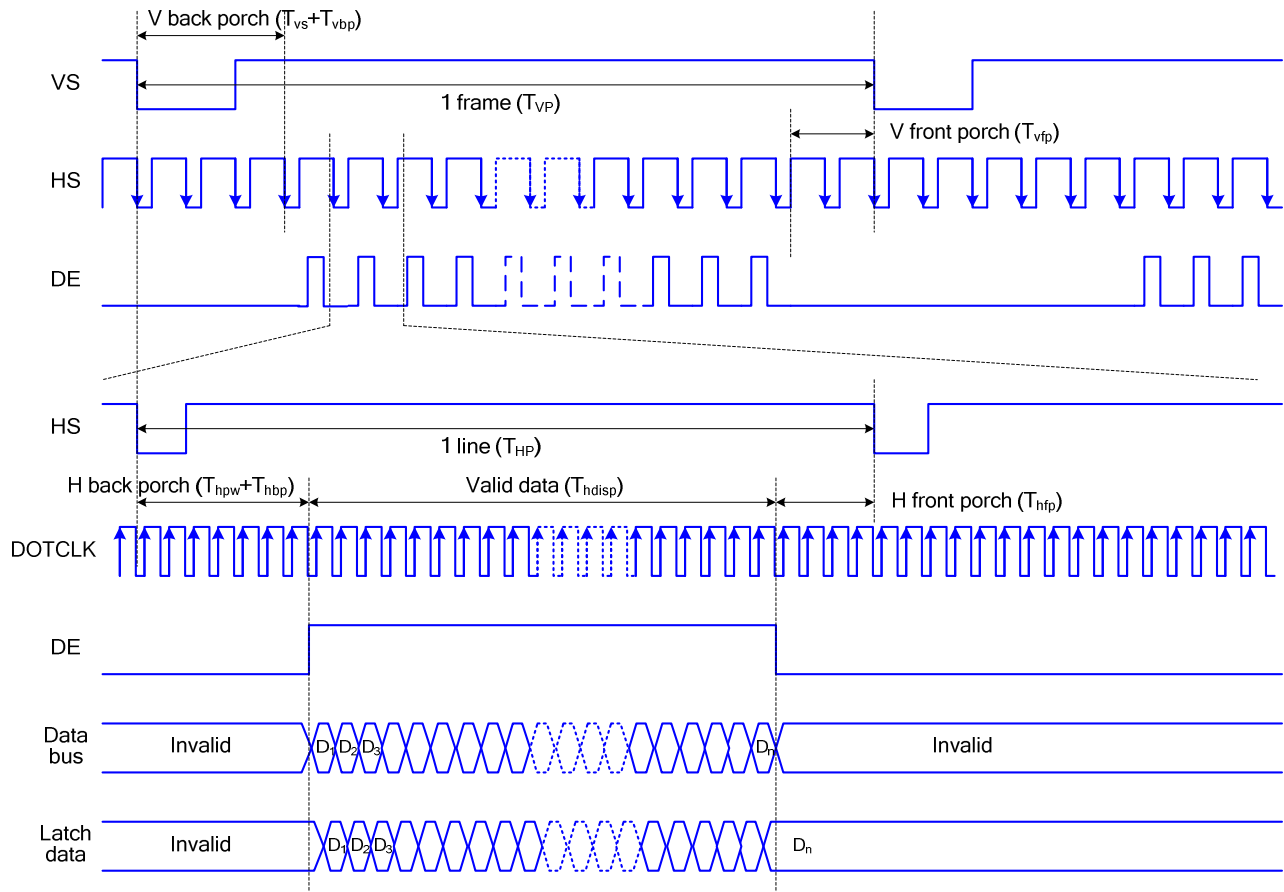 V back porch (Tvs+Tvbp)
VS
1 frame (TVP)
V front porch (Tvfp)
HS
DE
HS
1 line (THP)
H back porch (Thpw+Thbp)
Valid data (Thdisp)
H front porch (Thfp)
DOTCLK
DE
Data
bus
Invalid
D1
D2
D3
Dn
Invalid
Latch
data
Invalid
D1
D2
D3
Dn